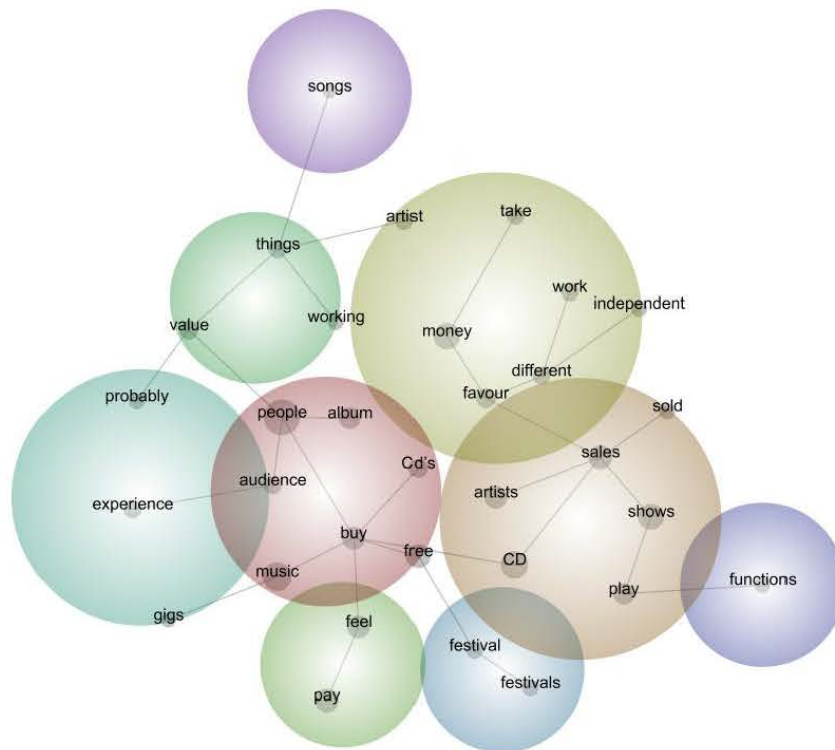 songs
artist
take
things
work
independent
value
working
money
different
probably
favour
people
album
sold
sales
Cd's
audience
artists
experience
shows
buy
free
CD
music
functions
play
gigs
feel
festival
pay
festivals